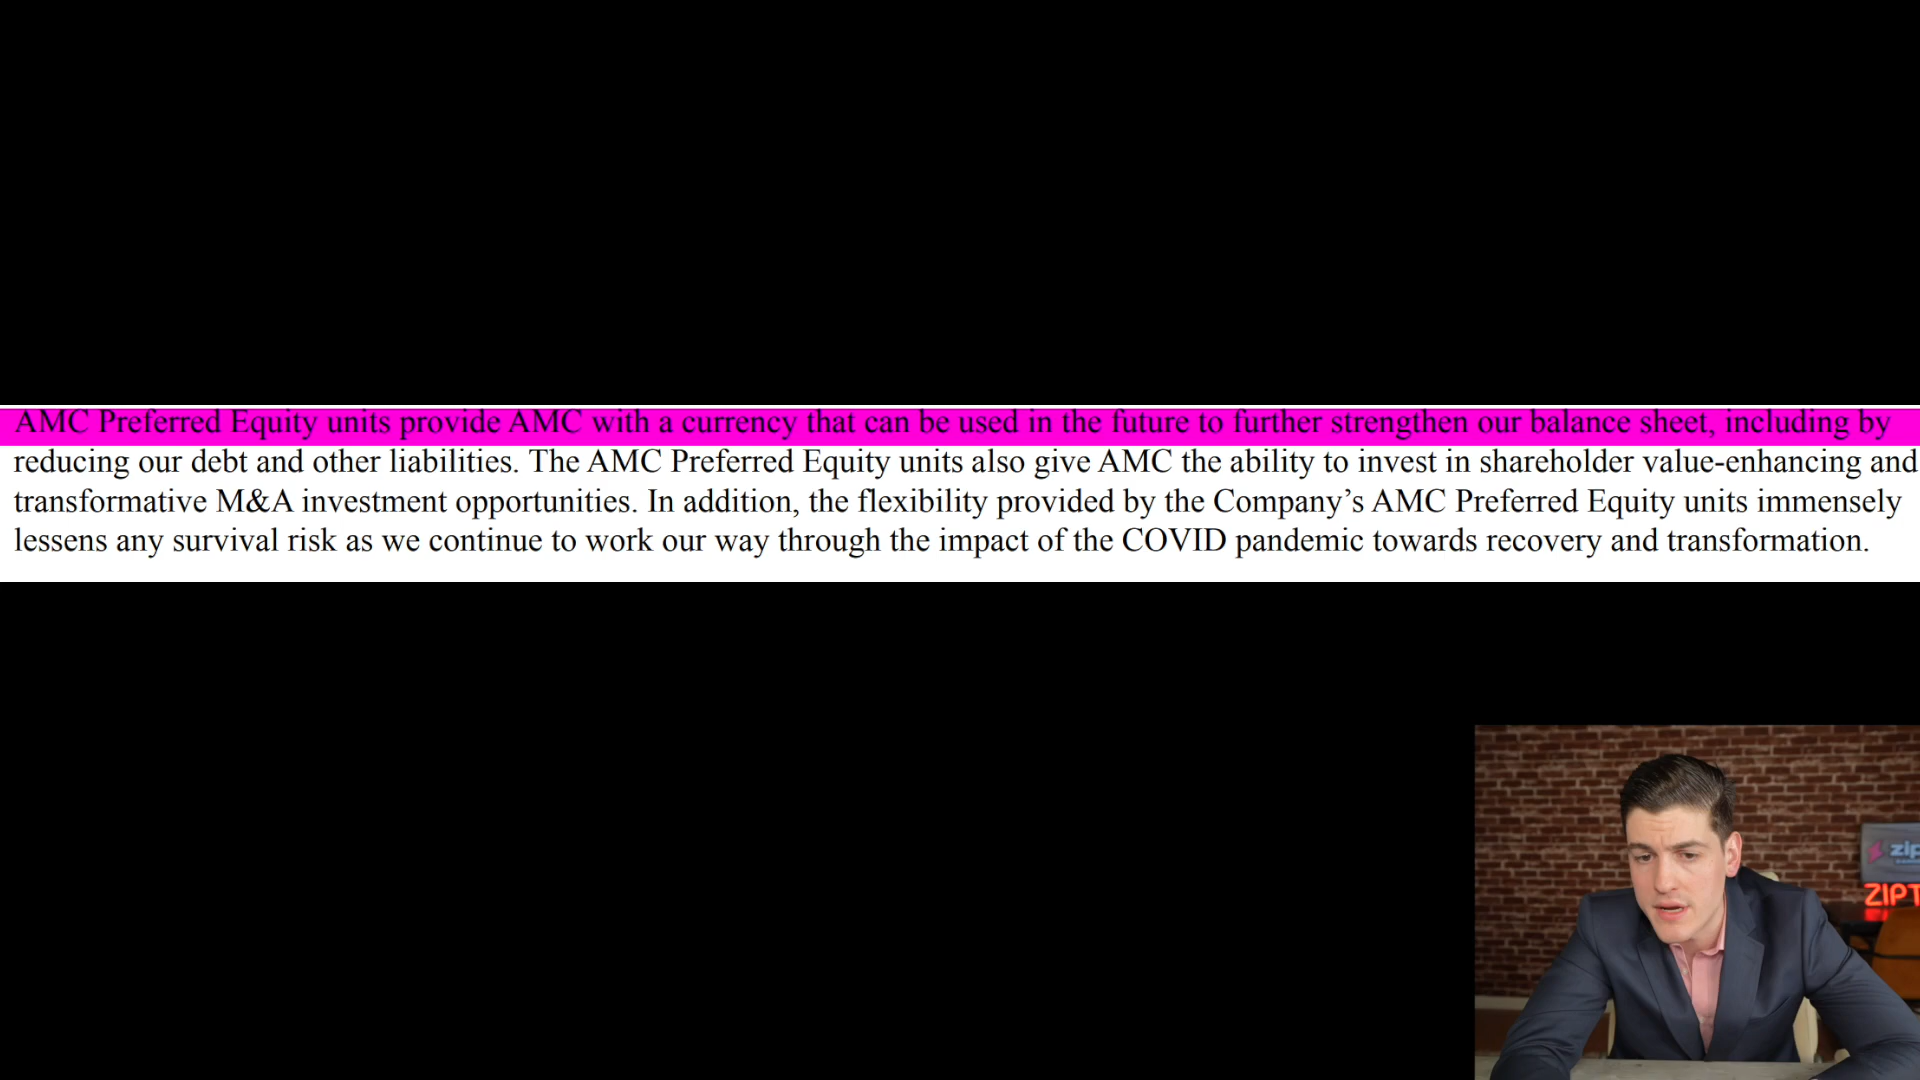 AMC Preferred Equity units provide AMC with a currency that can be used in the future to further strengthen our balance sheet, including by
reducing our debt and other liabilities. The AMC Preferred Equity units also give AMC the ability to invest in shareholder value-enhancing and
transformative M&A investment opportunities. In addition, the flexibility provided by the Company’s AMC Preferred Equity units immensely
lessens any survival risk as we continue to work our way through the impact of the COVID pandemic towards recovery and transformation.
zip
ZIPT